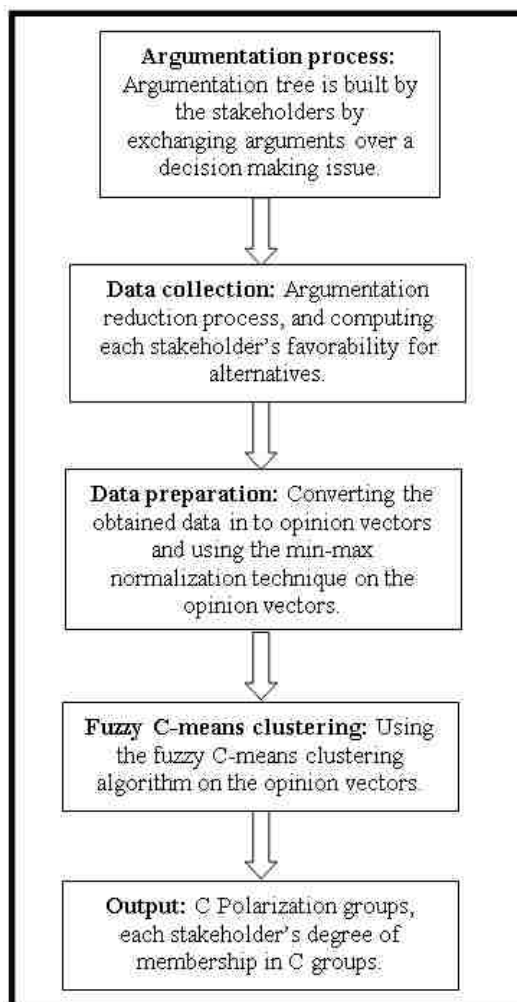 Argumentation process:
Argumentation tree is built by
the stakeholders by
exchanging arguments over a
decision making issue.
Data collection: Argumentation
reduction process, and computing
each stakeholder's favorability for
alternatives.
Data preparation: Converting the
obtained data in to opinion vectors
and using the min-max
normalization technique on the
opinion vectors.
Fuzzy C-means clustering: Using
the fuzzy C-means clustering
algorithm on the opinion vectors.
Output: C Polarization groups,
each stakeholder's degree of
membership in C groups.